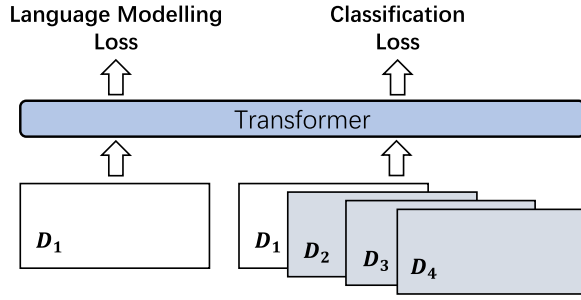 Language Modelling
Loss
Classification
Loss
Transformer
D₁
D₁
D₂
D₃
D₄